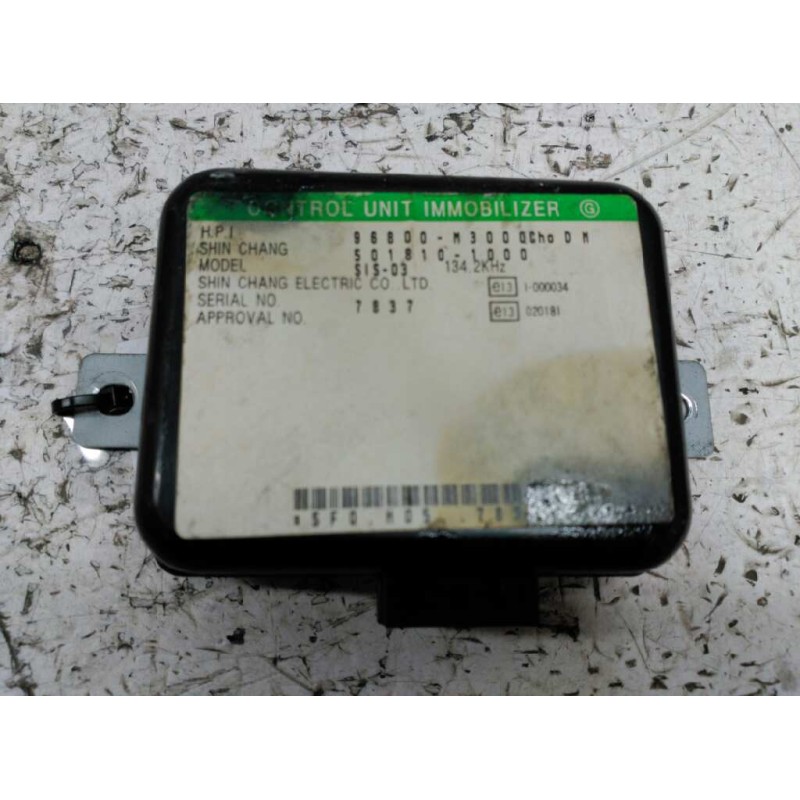 CONTROL UNIT IMMOBILIZER G
H.P.I. 96800-M3000
SHIN CHANG S01810-1000
MODEL SIS-03 134.2KHz
SHIN CHANG ELECTRIC CO. LTD. e13 1-000034
SERIAL NO 7837 e13 020181
APPROVAL NO.